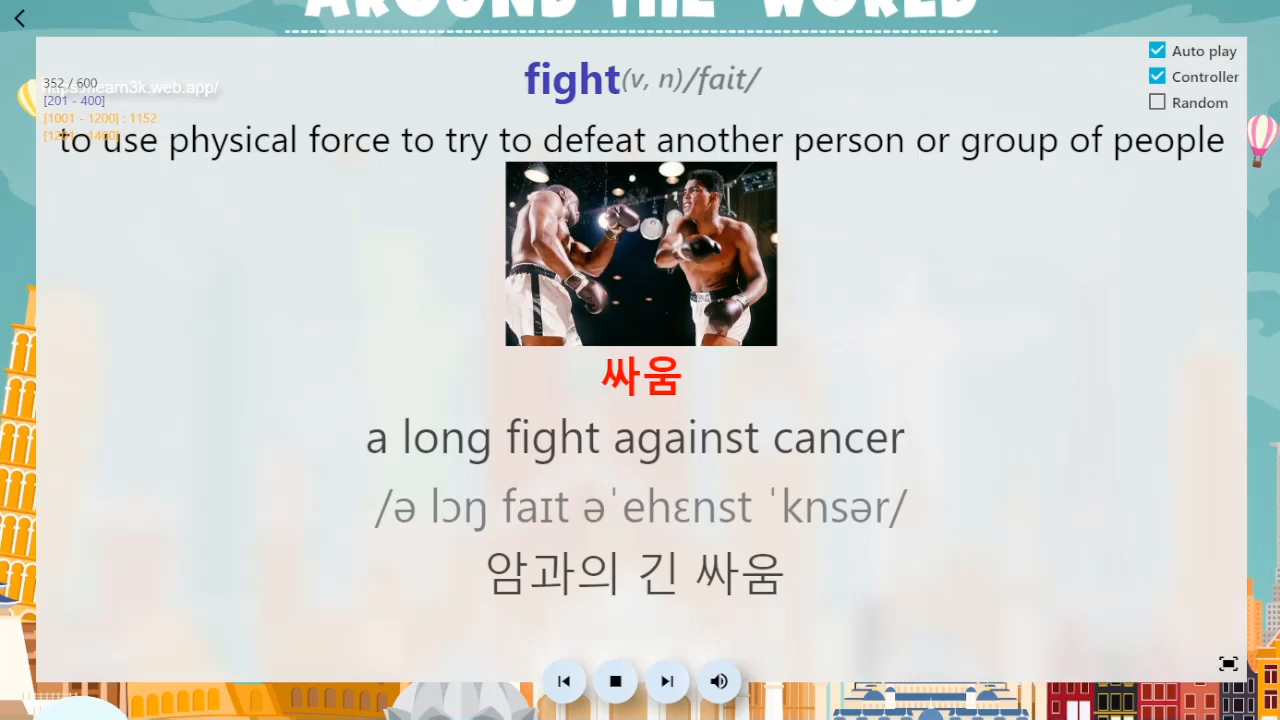 AROUND THE WORLD
Auto play
Controller
Random
352 / 600
https://learn3k.web.app/
[201 - 400]
[1001 - 1200] : 1152
fight(v, n)/fait/
to use physical force to try to defeat another person or group of people
싸움
a long fight against cancer
/ə lɔŋ faɪt əˈehɛnst ˈknsər/
암과의 긴 싸움